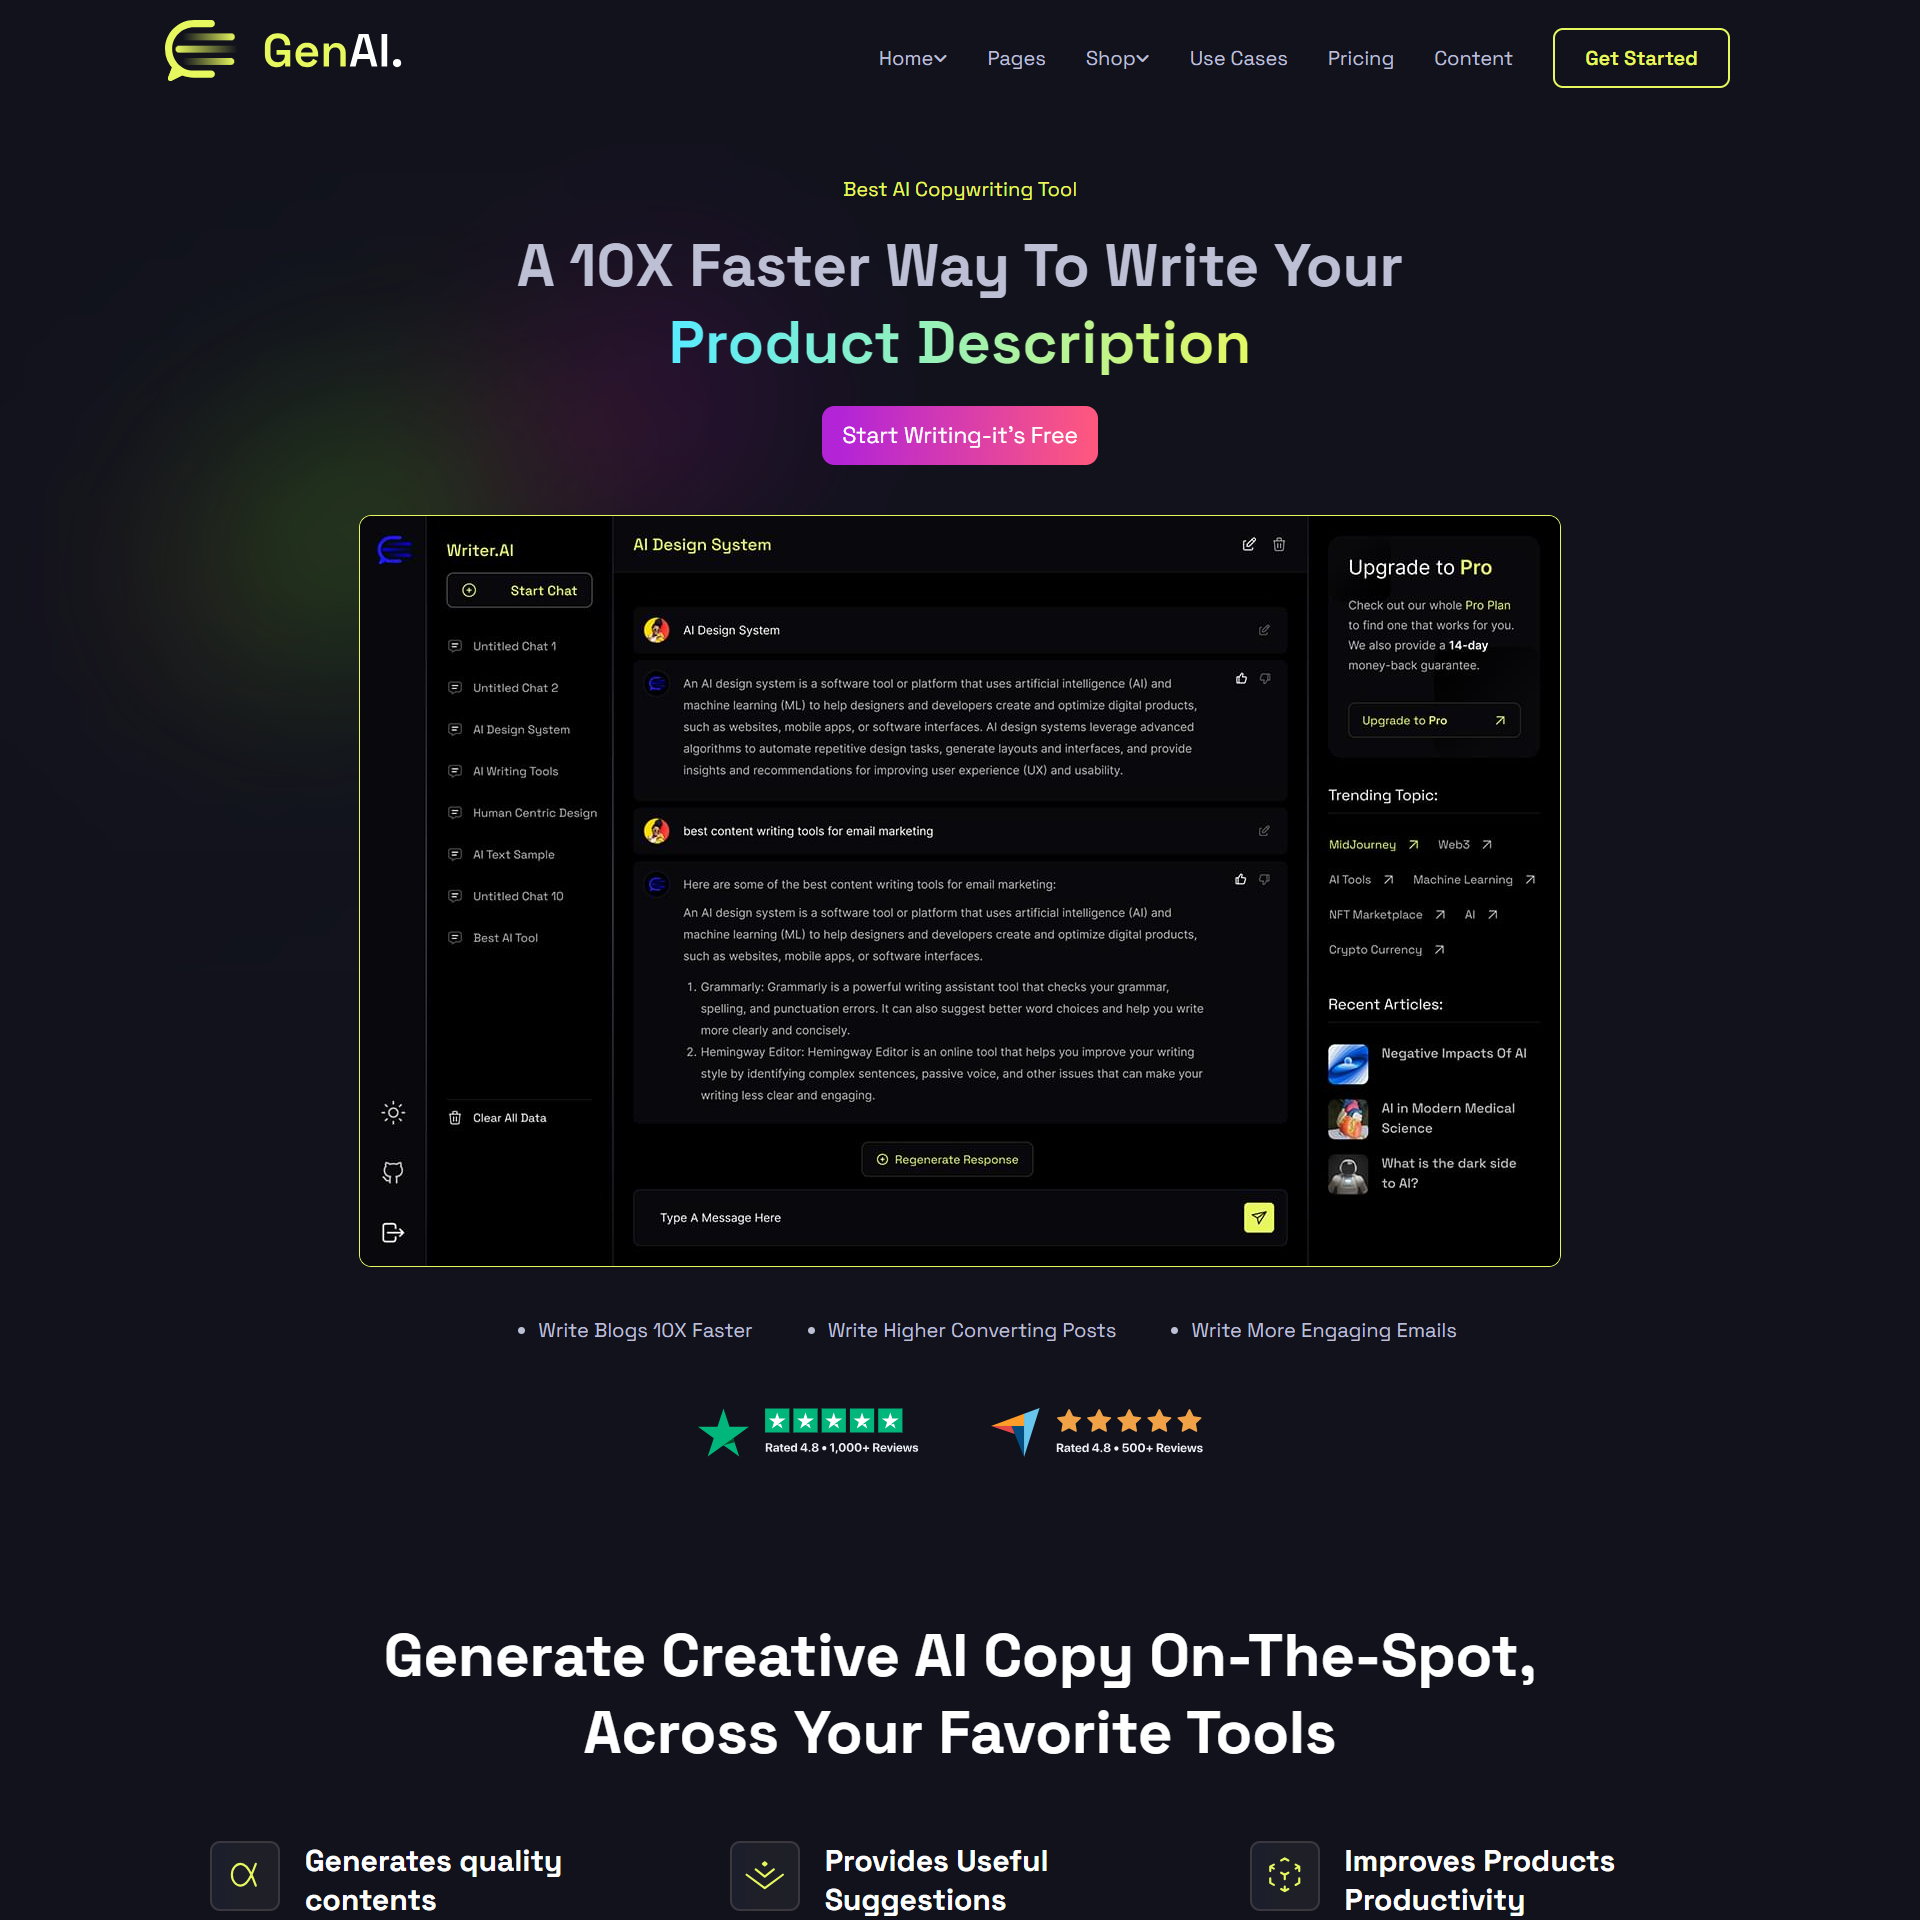 GenAI.
Home
Pages
Shop
Use Cases
Pricing
Content
Get Started
Best AI Copywriting Tool
A 10X Faster Way To Write Your
Product Description
Start Writing-it's Free
Writer.AI
Start Chat
Untitled Chat 1
Untitled Chat 2
AI Design System
AI Writing Tools
Human Centric Design
AI Text Sample
Untitled Chat 10
Best AI Tool
Clear All Data
AI Design System
AI Design System
An AI design system is a software tool or platform that uses artificial intelligence (AI) and
machine learning (ML) to help designers and developers create and optimize digital products,
such as websites, mobile apps, or software interfaces. AI design systems leverage advanced
algorithms to automate repetitive design tasks, generate layouts and interfaces, and provide
insights and recommendations for improving user experience (UX) and usability.
best content writing tools for email marketing
Here are some of the best content writing tools for email marketing:
An AI design system is a software tool or platform that uses artificial intelligence (AI) and
machine learning (ML) to help designers and developers create and optimize digital products,
such as websites, mobile apps, or software interfaces.
1. Grammarly: Grammarly is a powerful writing assistant tool that checks your grammar,
spelling, and punctuation errors. It can also suggest better word choices and help you write
more clearly and concisely.
2. Hemingway Editor: Hemingway Editor is an online tool that helps you improve your writing
style by identifying complex sentences, passive voice, and other issues that can make your
writing less clear and engaging.
Regenerate Response
Type A Message Here
Upgrade to Pro
Check out our whole Pro Plan
to find one that works for you.
We also provide a 14-day
money-back guarantee.
Upgrade to Pro
Trending Topic:
MidJourney
Web3
AI Tools
Machine Learning
NFT Marketplace
AI
Crypto Currency
Recent Articles:
Negative Impacts Of AI
AI in Modern Medical
Science
What is the dark side
to AI?
• Write Blogs 10X Faster
• Write Higher Converting Posts
• Write More Engaging Emails
Rated 4.8 • 1,000+ Reviews
Rated 4.8 • 500+ Reviews
Generate Creative AI Copy On-The-Spot,
Across Your Favorite Tools
Generates quality
contents
Provides Useful
Suggestions
Improves Products
Productivity